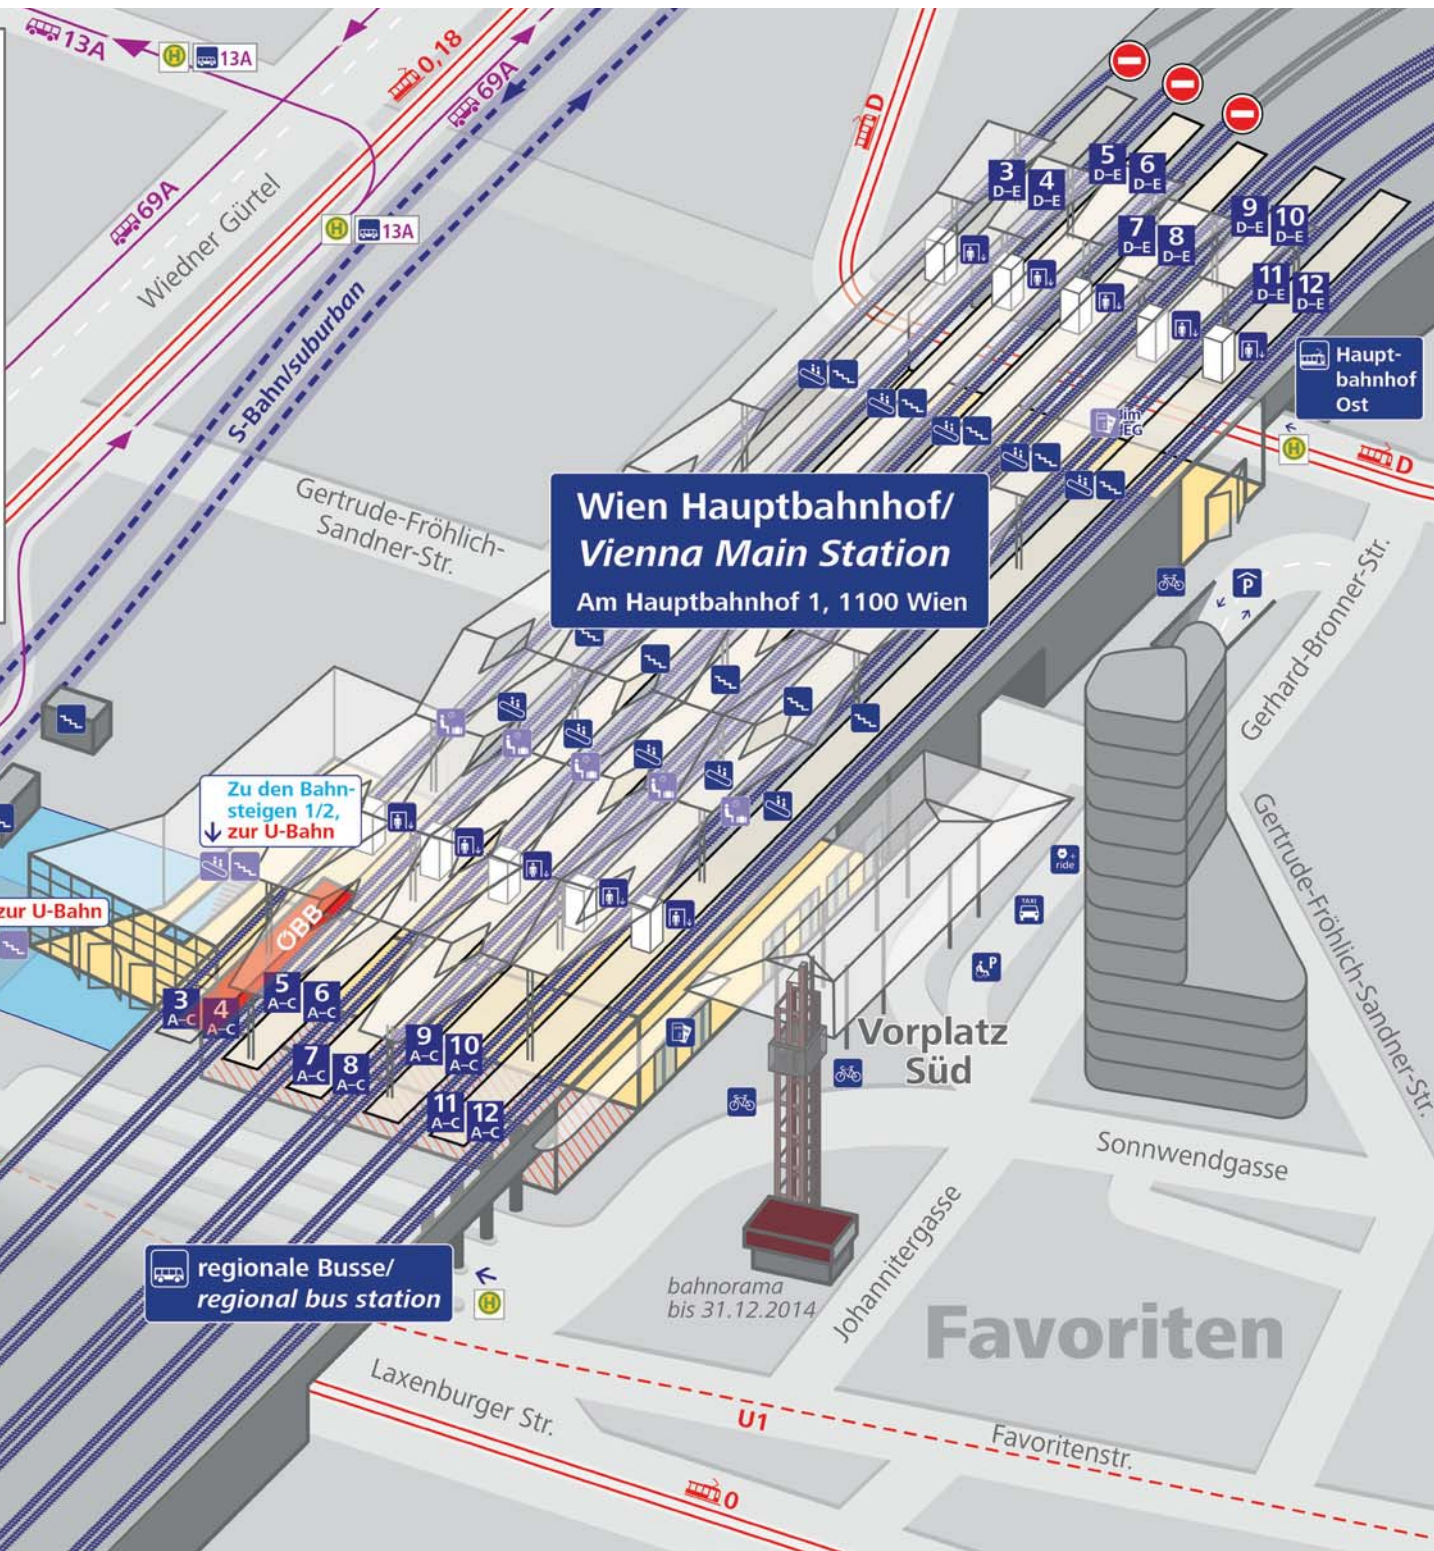 13A
H 13A
0, 18
69A
69A
H 13A
Wiedner Gürtel
S-Bahn/suburban
D
3
D–E
4
D–E
5
D–E
6
D–E
7
D–E
8
D–E
9
D–E
10
D–E
11
D–E
12
D–E
Haupt-
bahnhof
Ost
H
D
im
EG
Gertrude-Fröhlich-
Sandner-Str.
Wien Hauptbahnhof/
Vienna Main Station
Am Hauptbahnhof 1, 1100 Wien
P
Gerhard-Bronner-Str.
Gertrude-Fröhlich-Sandner-Str.
Zu den Bahn-
steigen 1/2,
zur U-Bahn
zur U-Bahn
ÖBB
+
ride
TAXI
P
3
A–C
4
A–C
5
A–C
6
A–C
7
A–C
8
A–C
9
A–C
10
A–C
11
A–C
12
A–C
Vorplatz
Süd
Sonnwendgasse
Johannitergasse
regionale Busse/
regional bus station
H
bahnorama
bis 31.12.2014
Favoriten
Laxenburger Str.
U1
Favoritenstr.
0